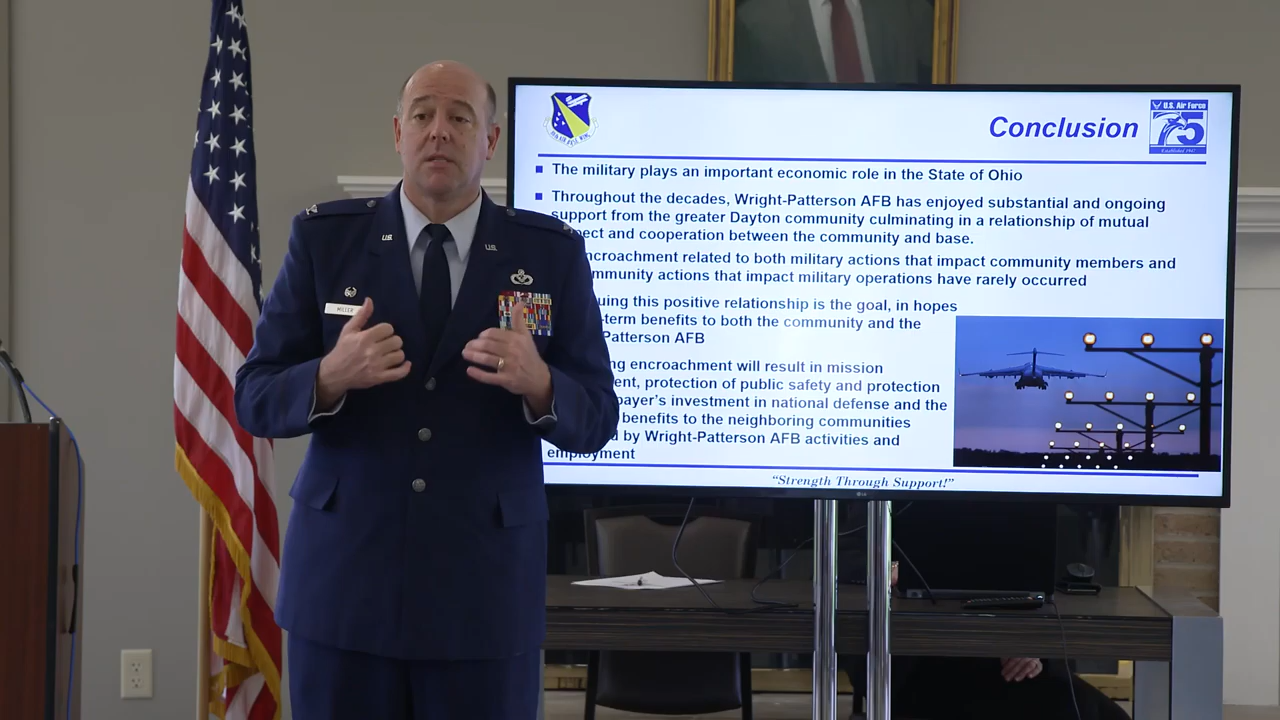 U.S. Air Force
75
Established 1947
Conclusion
The military plays an important economic role in the State of Ohio
Throughout the decades, Wright-Patterson AFB has enjoyed substantial and ongoing
support from the greater Dayton community culminating in a relationship of mutual
pect and cooperation between the community and base.
ncroachment related to both military actions that impact community members and
mmunity actions that impact military operations have rarely occurred
uing this positive relationship is the goal, in hopes
-term benefits to both the community and the
Patterson AFB
ng encroachment will result in mission
ent, protection of public safety and protection
payer's investment in national defense and the
benefits to the neighboring communities
d by Wright-Patterson AFB activities and
employment
"Strength Through Support!"
LG
U.S.
U.S.
MILLER